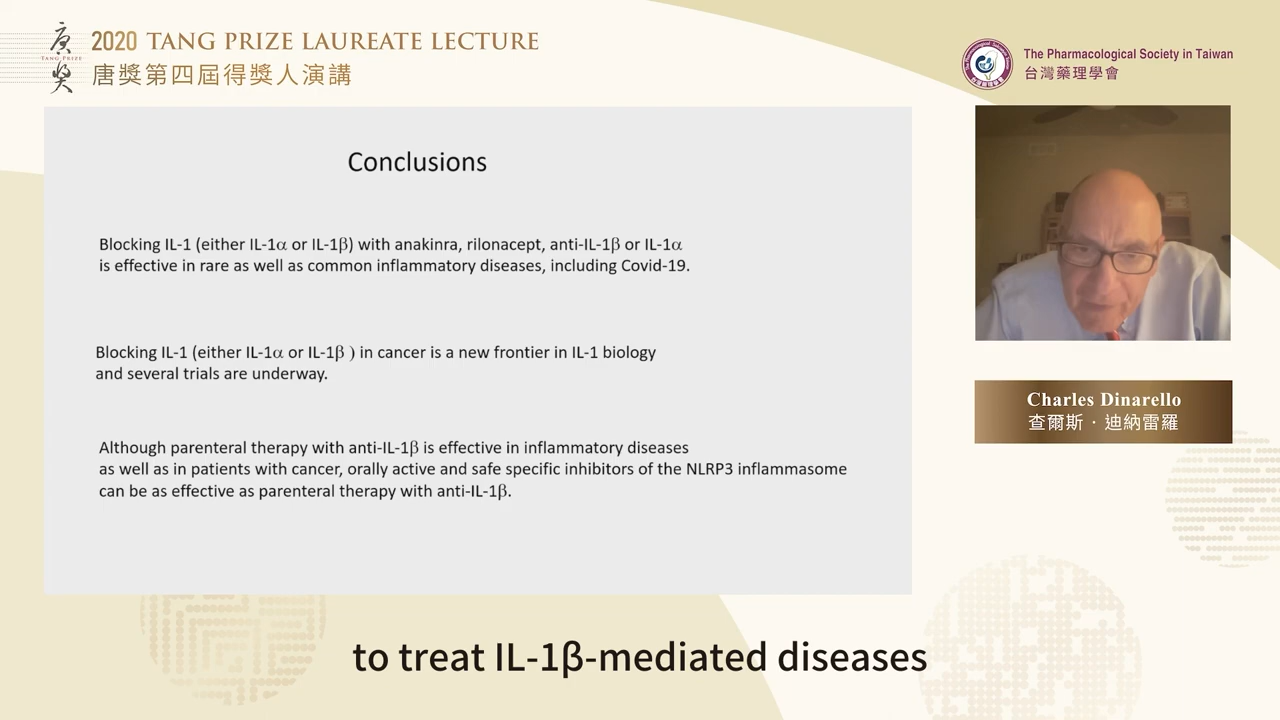 庚獎
TANG PRIZE
2020 TANG PRIZE LAUREATE LECTURE
唐獎第四屆得獎人演講
The Pharmacological Society in Taiwan
台灣藥理學會
Conclusions
Blocking IL-1 (either IL-1α or IL-1β) with anakinra, rilonacept, anti-IL-1β or IL-1α
is effective in rare as well as common inflammatory diseases, including Covid-19.
Blocking IL-1 (either IL-1α or IL-1β ) in cancer is a new frontier in IL-1 biology
and several trials are underway.
Although parenteral therapy with anti-IL-1β is effective in inflammatory diseases
as well as in patients with cancer, orally active and safe specific inhibitors of the NLRP3 inflammasome
can be as effective as parenteral therapy with anti-IL-1β.
Charles Dinarello
查爾斯．迪納雷羅
to treat IL-1β-mediated diseases